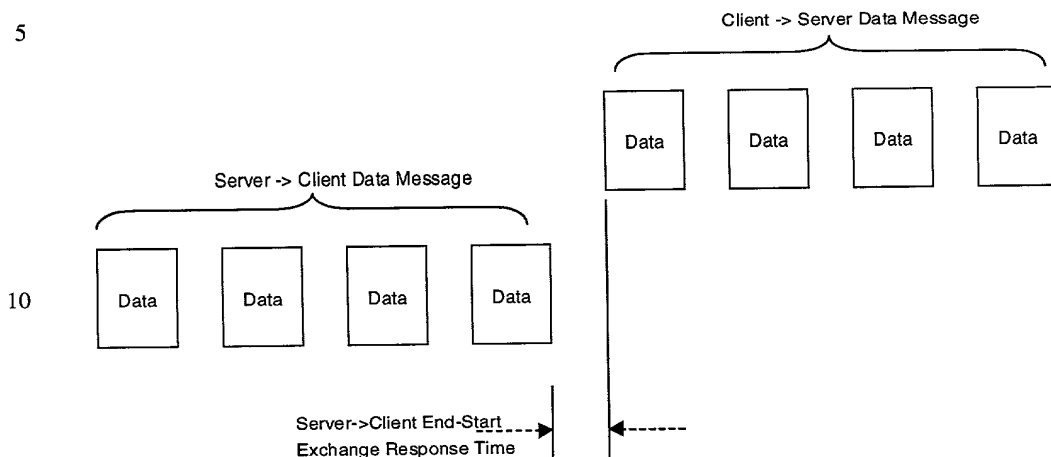 5
Client -> Server Data Message
Data Data Data Data
Server -> Client Data Message
10
Data Data Data Data
Server->Client End-Start
Exchange Response Time